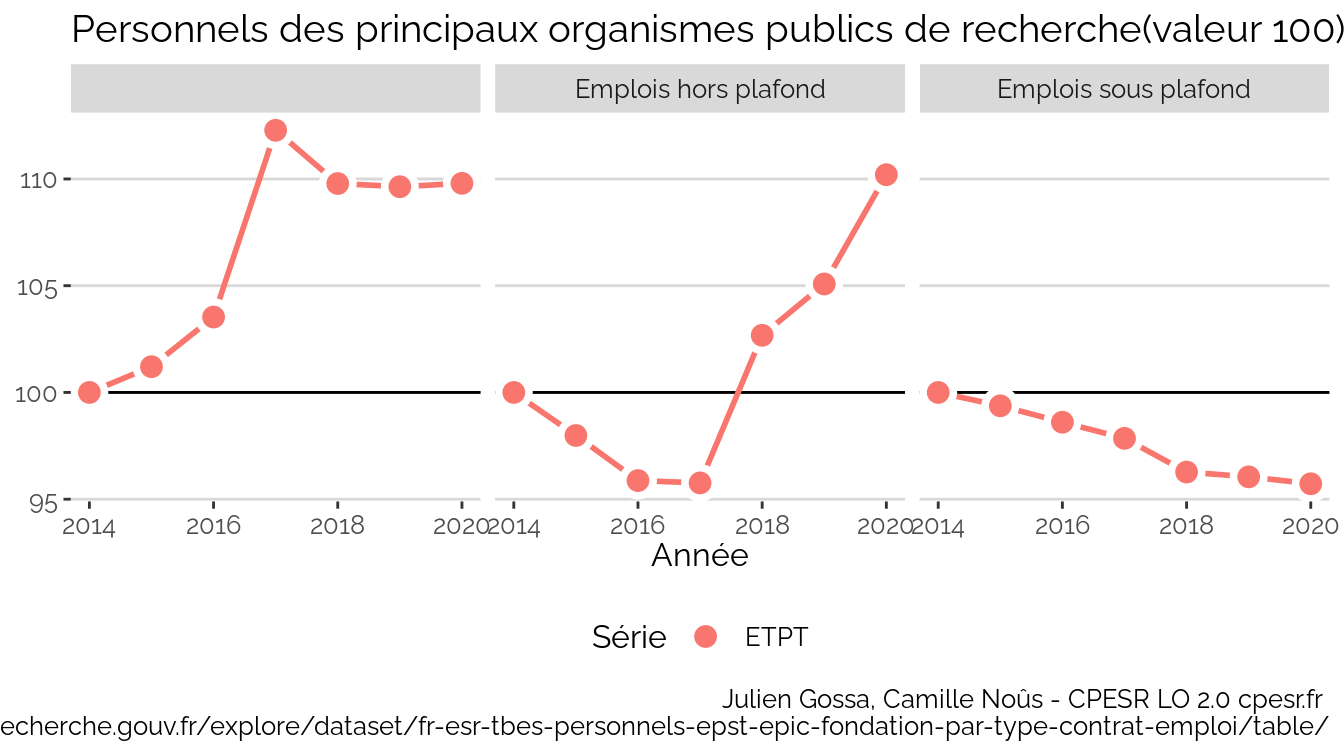 Personnels des principaux organismes publics de recherche(valeur 100)
Emplois hors plafond
Emplois sous plafond
110
105
100
95
2014 2016 2018 2020 2014 2016 2018 2020 2014 2016 2018 2020
Année
Série ETPT
Julien Gossa, Camille Noûs - CPESR LO 2.0 cpesr.fr
echerche.gouv.fr/explore/dataset/fr-esr-tbes-personnels-epst-epic-fondation-par-type-contrat-emploi/table/